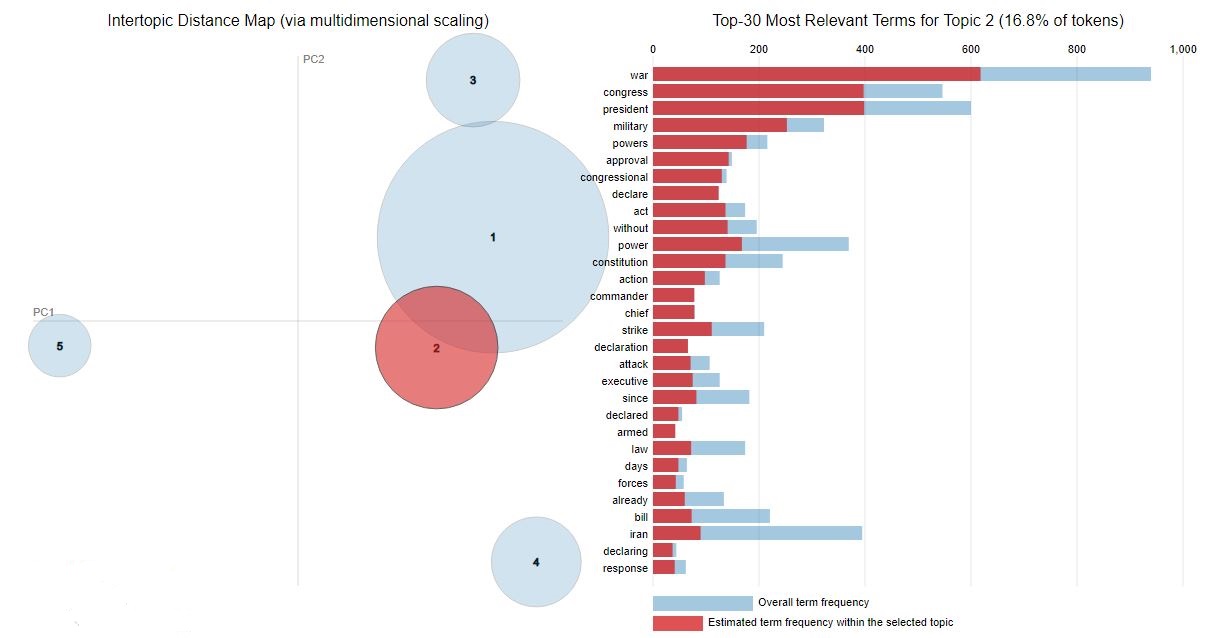 Intertopic Distance Map (via multidimensional scaling)
PC2
3
1
PC1
5
2
4
Top-30 Most Relevant Terms for Topic 2 (16.8% of tokens)
0 200 400 600 800 1,000
war
congress
president
military
powers
approval
congressional
declare
act
without
power
constitution
action
commander
chief
strike
declaration
attack
executive
since
declared
armed
law
days
forces
already
bill
iran
declaring
response
Overall term frequency
Estimated term frequency within the selected topic